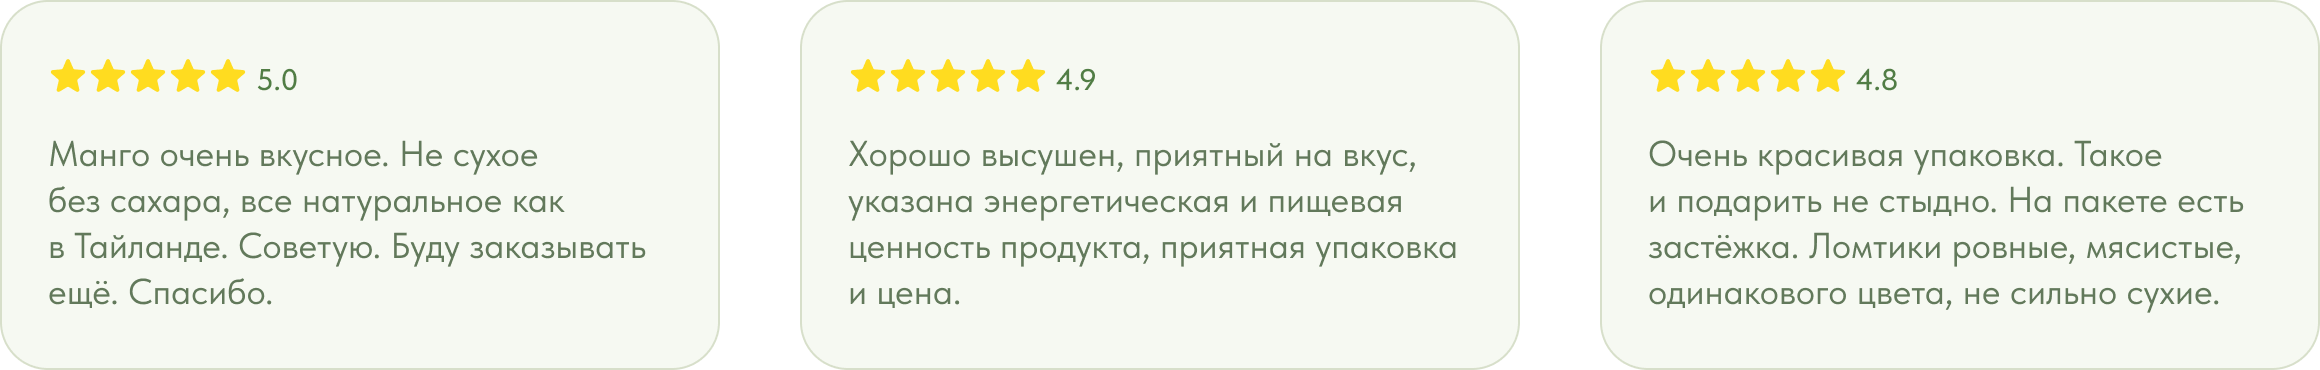 5.0
Манго очень вкусное. Не сухое
без сахара, все натуральное как
в Тайланде. Советую. Буду заказывать
ещё. Спасибо.
4.9
Хорошо высушен, приятный на вкус,
указана энергетическая и пищевая
ценность продукта, приятная упаковка
и цена.
4.8
Очень красивая упаковка. Такое
и подарить не стыдно. На пакете есть
застёжка. Ломтики ровные, мясистые,
одинакового цвета, не сильно сухие.